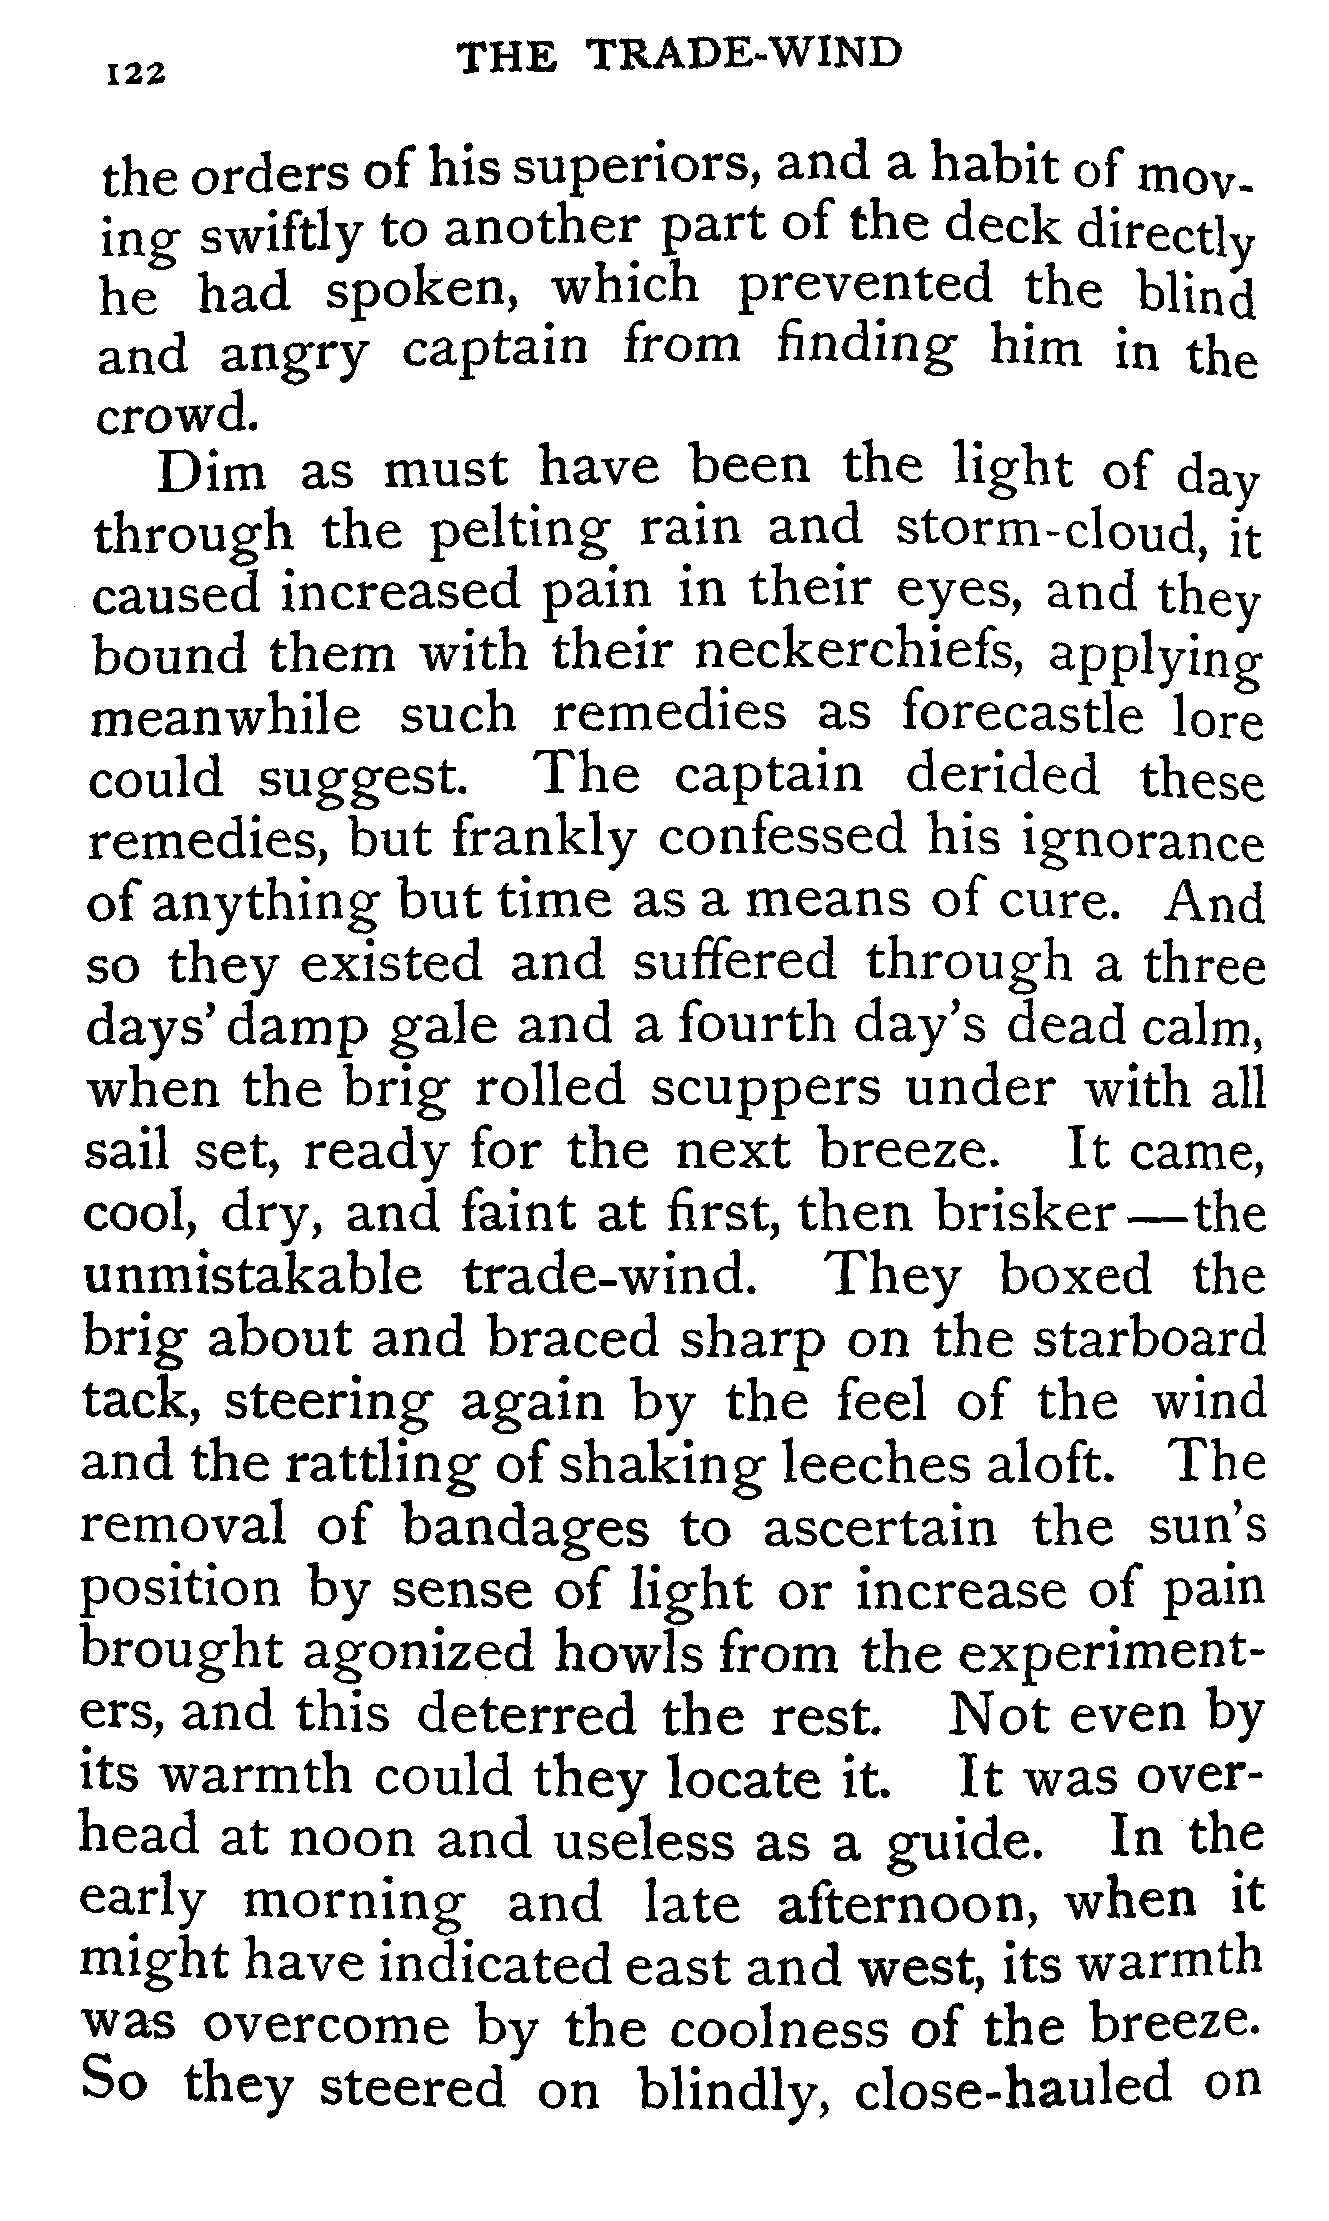 122 THE TRADE-WIND
the orders of his superiors, and a habit of mov-
ing swiftly to another part of the deck directly
he had spoken, which prevented the blind
and angry captain from finding him in the
crowd.
Dim as must have been the light of day
through the pelting rain and storm-cloud, it
caused increased pain in their eyes, and they
bound them with their neckerchiefs, applying
meanwhile such remedies as forecastle lore
could suggest. The captain derided these
remedies, but frankly confessed his ignorance
of anything but time as a means of cure. And
so they existed and suffered through a three
days' damp gale and a fourth day's dead calm,
when the brig rolled scuppers under with all
sail set, ready for the next breeze. It came,
cool, dry, and faint at first, then brisker—the
unmistakable trade-wind. They boxed the
brig about and braced sharp on the starboard
tack, steering again by the feel of the wind
and the rattling of shaking leeches aloft. The
removal of bandages to ascertain the sun's
position by sense of light or increase of pain
brought agonized howls from the experiment-
ers, and this deterred the rest. Not even by
its warmth could they locate it. It was over-
head at noon and useless as a guide. In the
early morning and late afternoon, when it
might have indicated east and west, its warmth
was overcome by the coolness of the breeze.
So they steered on blindly, close-hauled on